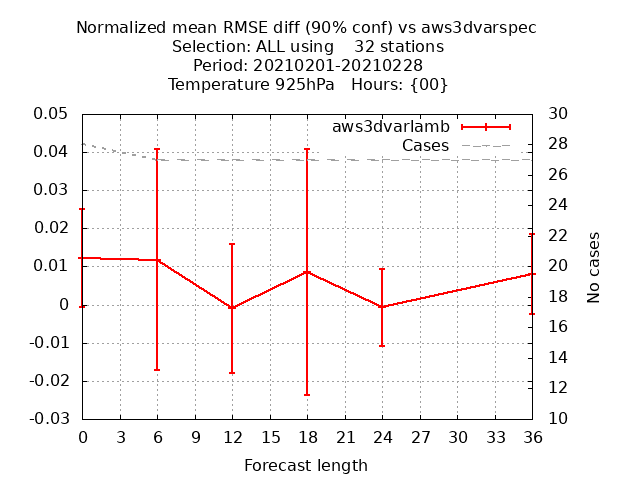 Normalized mean RMSE diff (90% conf) vs aws3dvarspec
Selection: ALL using    32 stations
Period: 20210201-20210228
Temperature 925hPa   Hours: {00}
aws3dvarlamb
Cases
0.05
0.04
0.03
0.02
0.01
0
-0.01
-0.02
-0.03
30
28
26
24
22
20
18
16
14
12
10
No cases
0 3 6 9 12 15 18 21 24 27 30 33 36
Forecast length